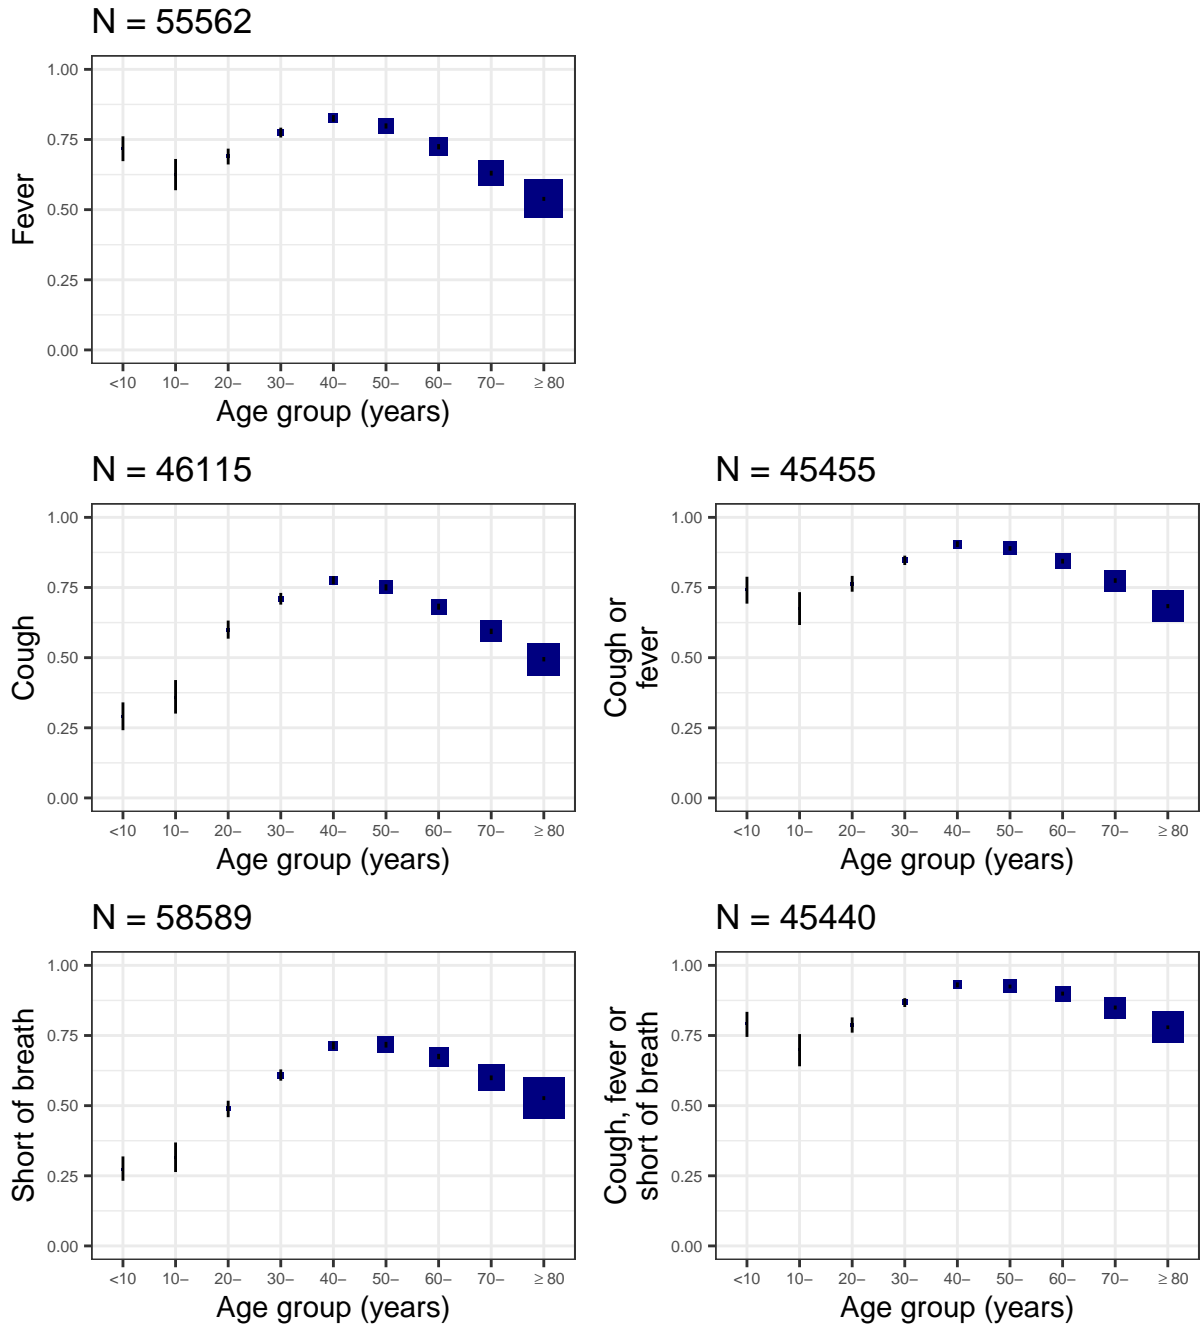 N = 55562
Fever
1.00
0.75
0.50
0.25
0.00
<10 10– 20– 30– 40– 50– 60– 70– ≥ 80
Age group (years)
N = 46115
Cough
1.00
0.75
0.50
0.25
0.00
<10 10– 20– 30– 40– 50– 60– 70– ≥ 80
Age group (years)
N = 45455
Cough or
fever
1.00
0.75
0.50
0.25
0.00
<10 10– 20– 30– 40– 50– 60– 70– ≥ 80
Age group (years)
N = 58589
Short of breath
1.00
0.75
0.50
0.25
0.00
<10 10– 20– 30– 40– 50– 60– 70– ≥ 80
Age group (years)
N = 45440
Cough, fever or
short of breath
1.00
0.75
0.50
0.25
0.00
<10 10– 20– 30– 40– 50– 60– 70– ≥ 80
Age group (years)